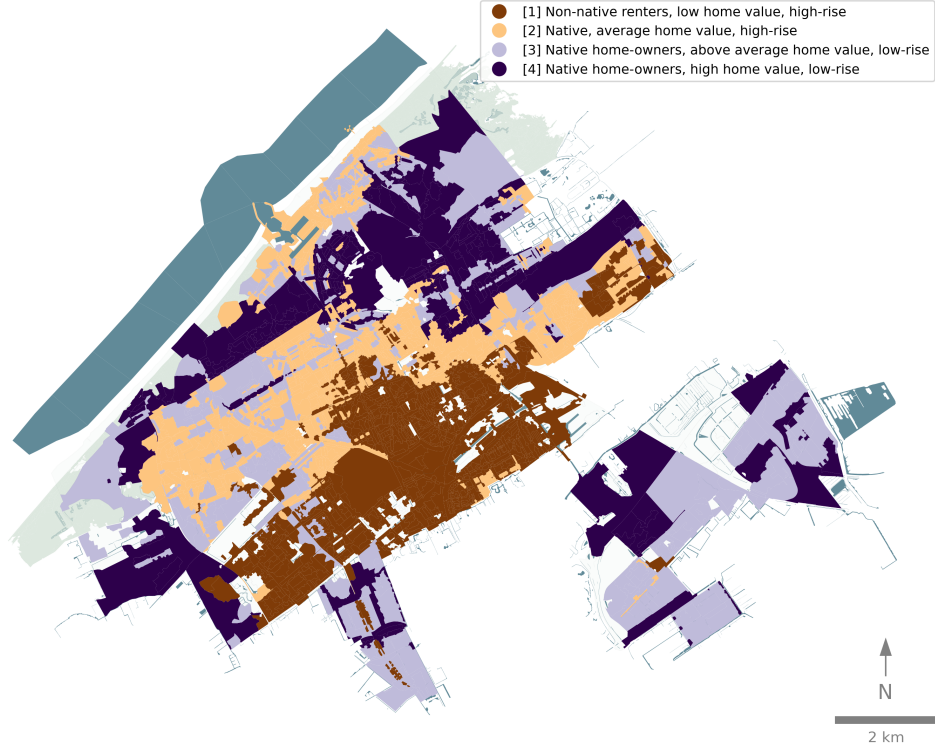 [1] Non-native renters, low home value, high-rise
[2] Native, average home value, high-rise
[3] Native home-owners, above average home value, low-rise
[4] Native home-owners, high home value, low-rise
N
2 km